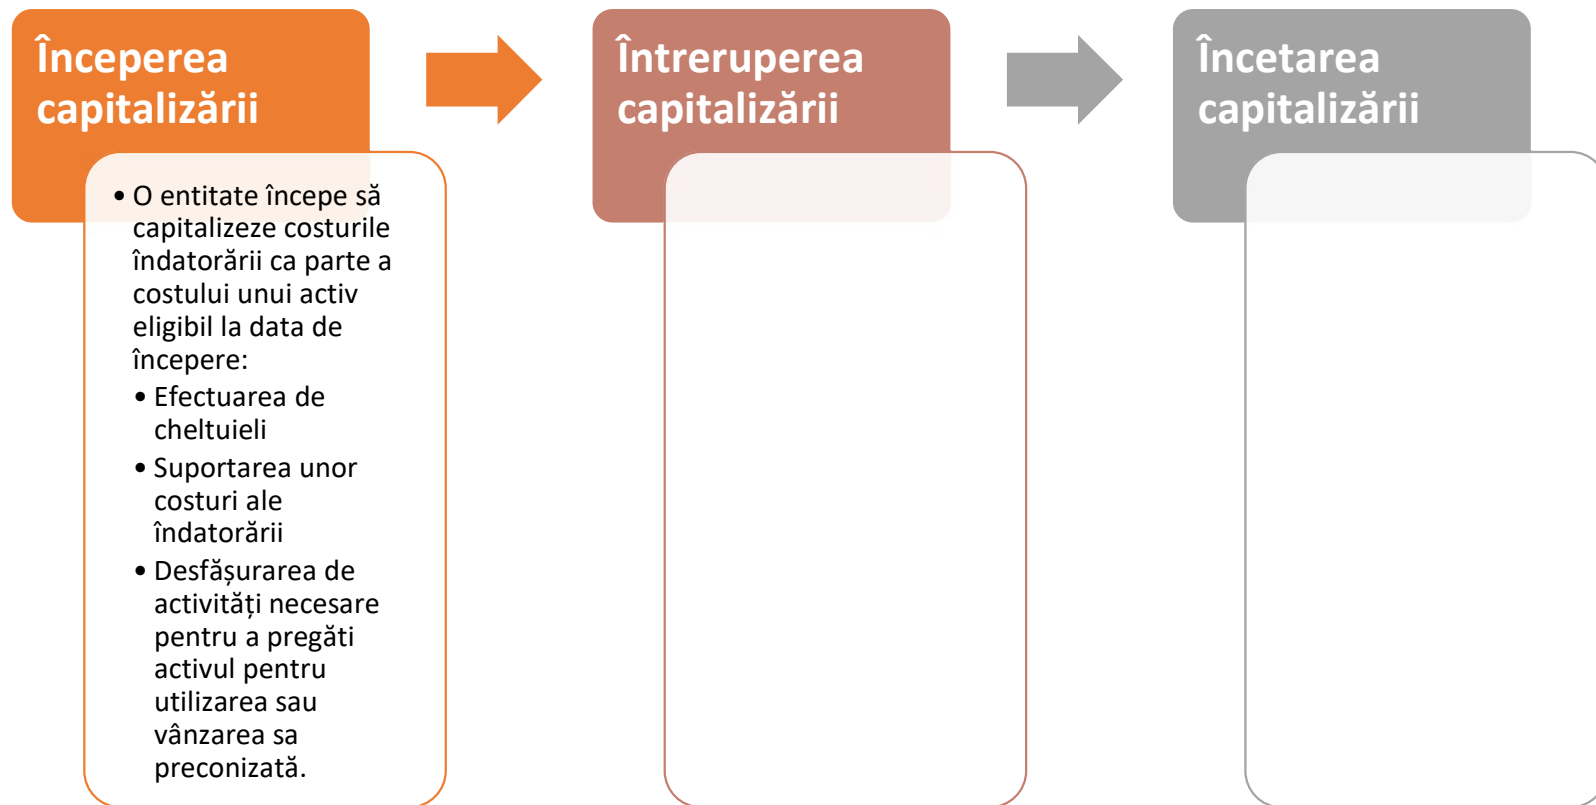 Începerea
capitalizării
• O entitate începe să
capitalizeze costurile
îndatorării ca parte a
costului unui activ
eligibil la data de
începere:
• Efectuarea de
cheltuieli
• Suportarea unor
costuri ale
îndatorării
• Desfășurarea de
activități necesare
pentru a pregăti
activul pentru
utilizarea sau
vânzarea sa
preconizată.
Întreruperea
capitalizării
Încetarea
capitalizării